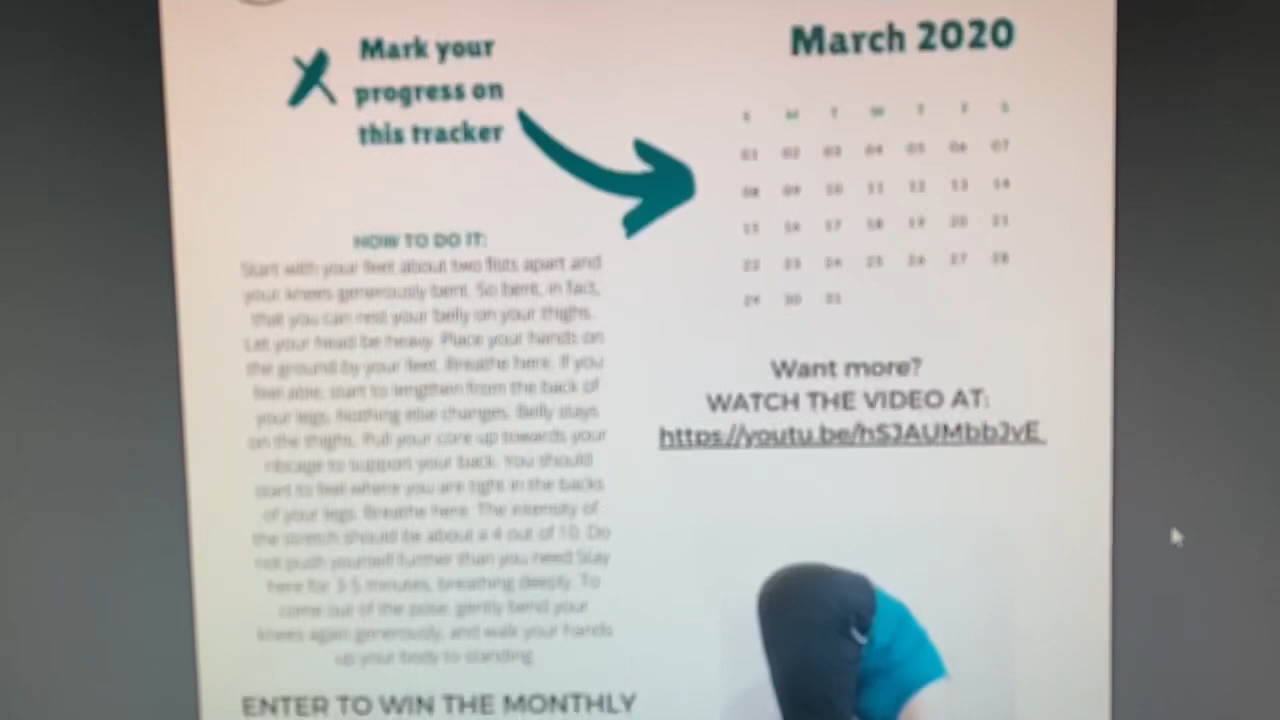 Mark your
progress on
this tracker
March 2020
S M T W T F S
01 02 03 04 05 06 07
08 09 10 11 12 13 14
15 16 17 18 19 20 21
22 23 24 25 26 27 28
29 30 31
HOW TO DO IT:
Start with your feet about two fists apart and
your knees generously bent. So bent, in fact,
that you can rest your belly on your thighs.
Let your head be heavy. Place your hands on
the ground by your feet. Breathe here. If you
feel able, start to lengthen from the back of
your legs. Nothing else changes. Belly stays
on the thighs. Pull your core up towards your
ribcage to support your back. You should
start to feel where you are tight in the backs
of your legs. Breathe here. The intensity of
the stretch should be about a 4 out of 10. Do
not push yourself further than you need Stay
here for 3-5 minutes, breathing deeply. To
come out of the pose, gently bend your
knees again generously, and walk your hands
up your body to standing
Want more?
WATCH THE VIDEO AT:
https://youtu.be/hSJAUMbbJvE
ENTER TO WIN THE MONTHLY